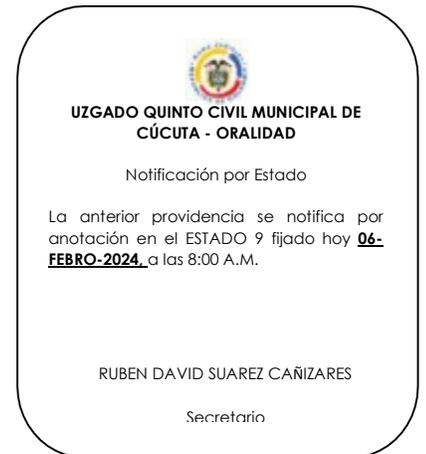 UZGADO QUINTO CIVIL MUNICIPAL DE
CÚCUTA - ORALIDAD
Notificación por Estado
La anterior providencia se notifica por
anotación en el ESTADO 9 fijado hoy 06-
FEBRO-2024, a las 8:00 A.M.
RUBEN DAVID SUAREZ CAÑIZARES
Secretario